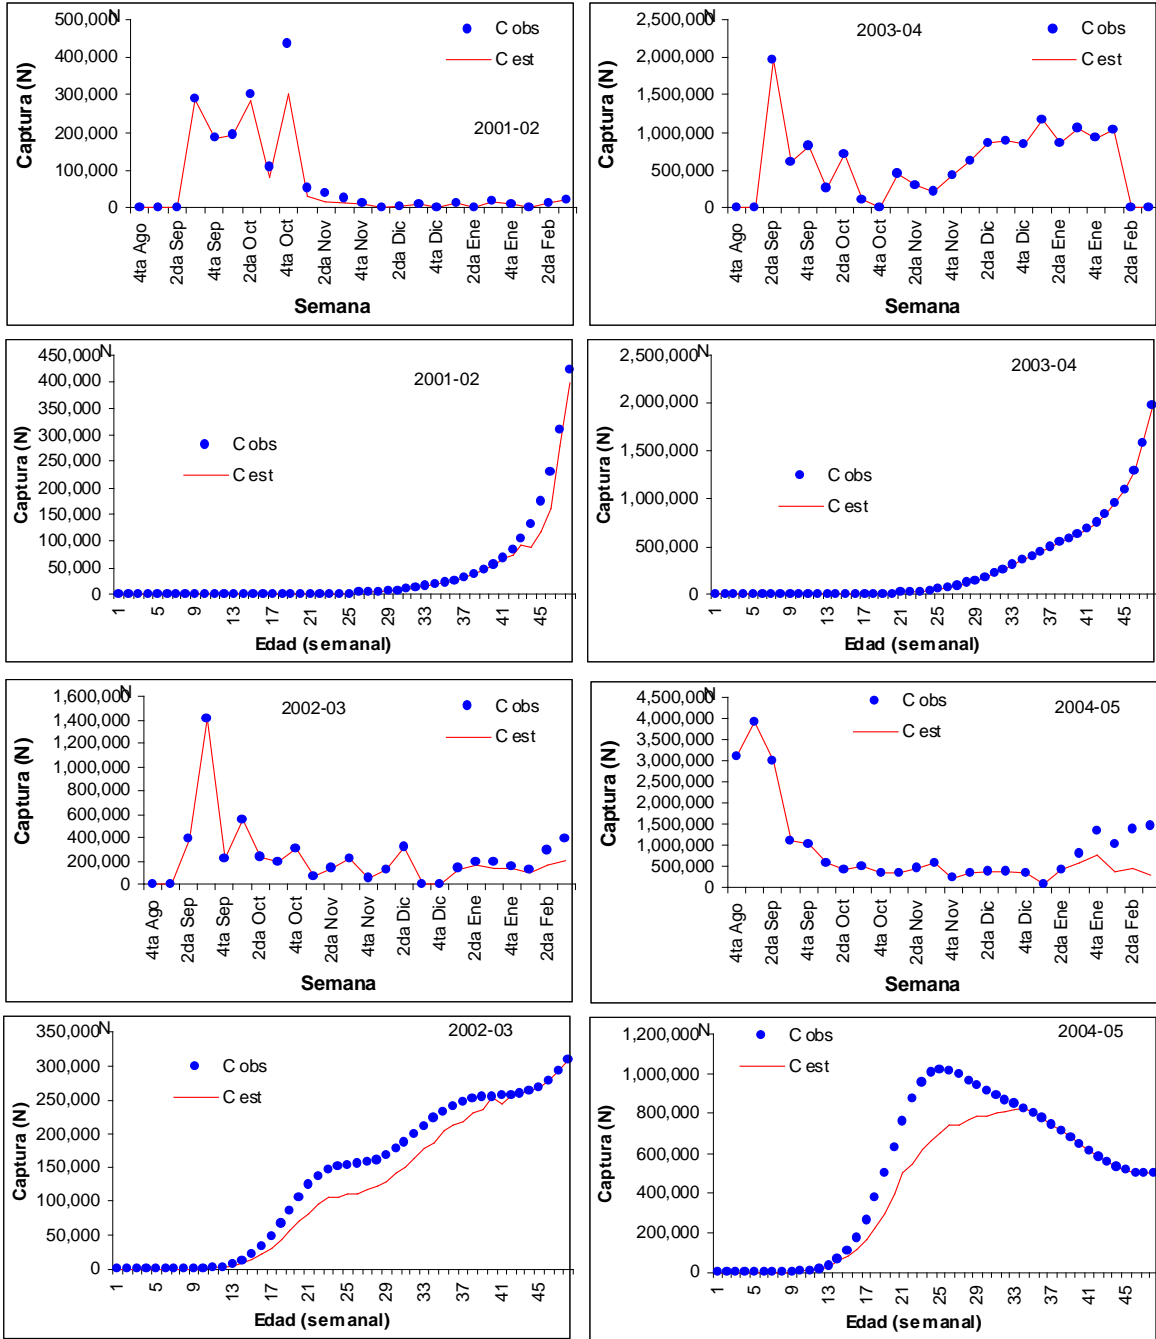 N
500,000
400,000
300,000
200,000
100,000
0
Captura (N)
C obs
C est
2001-02
4ta Ago
2da Sep
4ta Sep
2da Oct
4ta Oct
2da Nov
4ta Nov
2da Dic
4ta Dic
2da Ene
4ta Ene
2da Feb
Semana
N
2,500,000
2,000,000
1,500,000
1,000,000
500,000
0
Captura (N)
2003-04
C obs
C est
4ta Ago
2da Sep
4ta Sep
2da Oct
4ta Oct
2da Nov
4ta Nov
2da Dic
4ta Dic
2da Ene
4ta Ene
2da Feb
Semana
N
450,000
400,000
350,000
300,000
250,000
200,000
150,000
100,000
50,000
0
Captura (N)
2001-02
C obs
C est
1
5
9
13
17
21
25
29
33
37
41
45
Edad (semanal)
N
2,500,000
2,000,000
1,500,000
1,000,000
500,000
0
Captura (N)
2003-04
C obs
C est
1
5
9
13
17
21
25
29
33
37
41
45
Edad (semanal)
N
1,600,000
1,400,000
1,200,000
1,000,000
800,000
600,000
400,000
200,000
0
Captura (N)
2002-03
C obs
C est
4ta Ago
2da Sep
4ta Sep
2da Oct
4ta Oct
2da Nov
4ta Nov
2da Dic
4ta Dic
2da Ene
4ta Ene
2da Feb
Semana
4,500,000
4,000,000
3,500,000
3,000,000
2,500,000
2,000,000
1,500,000
1,000,000
500,000
0
Captura (N)
C obs
C est
2004-05
4ta Ago
2da Sep
4ta Sep
2da Oct
4ta Oct
2da Nov
4ta Nov
2da Dic
4ta Dic
2da Ene
4ta Ene
2da Feb
Semana
N
350,000
300,000
250,000
200,000
150,000
100,000
50,000
0
Captura (N)
2002-03
C obs
C est
1
5
9
13
17
21
25
29
33
37
41
45
Edad (semanal)
N
1,200,000
1,000,000
800,000
600,000
400,000
200,000
0
Captura (N)
C obs
C est
2004-05
1
5
9
13
17
21
25
29
33
37
41
45
Edad (semanal)